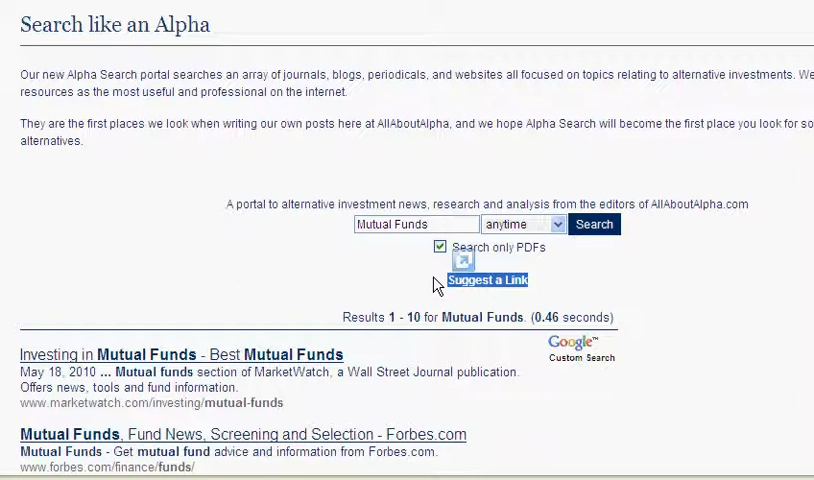 Search like an Alpha
Our new Alpha Search portal searches an array of journals, blogs, periodicals, and websites all focused on topics relating to alternative investments. We
resources as the most useful and professional on the internet.
They are the first places we look when writing our own posts here at AllAboutAlpha, and we hope Alpha Search will become the first place you look for so
alternatives.
A portal to alternative investment news, research and analysis from the editors of AllAboutAlpha.com
Mutual Funds anytime Search
Search only PDFs
Suggest a Link
Results 1 - 10 for Mutual Funds. (0.46 seconds)
Google™
Custom Search
Investing in Mutual Funds - Best Mutual Funds
May 18, 2010 ... Mutual funds section of MarketWatch, a Wall Street Journal publication.
Offers news, tools and fund information.
www.marketwatch.com/investing/mutual-funds
Mutual Funds, Fund News, Screening and Selection - Forbes.com
Mutual Funds - Get mutual fund advice and information from Forbes.com.
www.forbes.com/finance/funds/